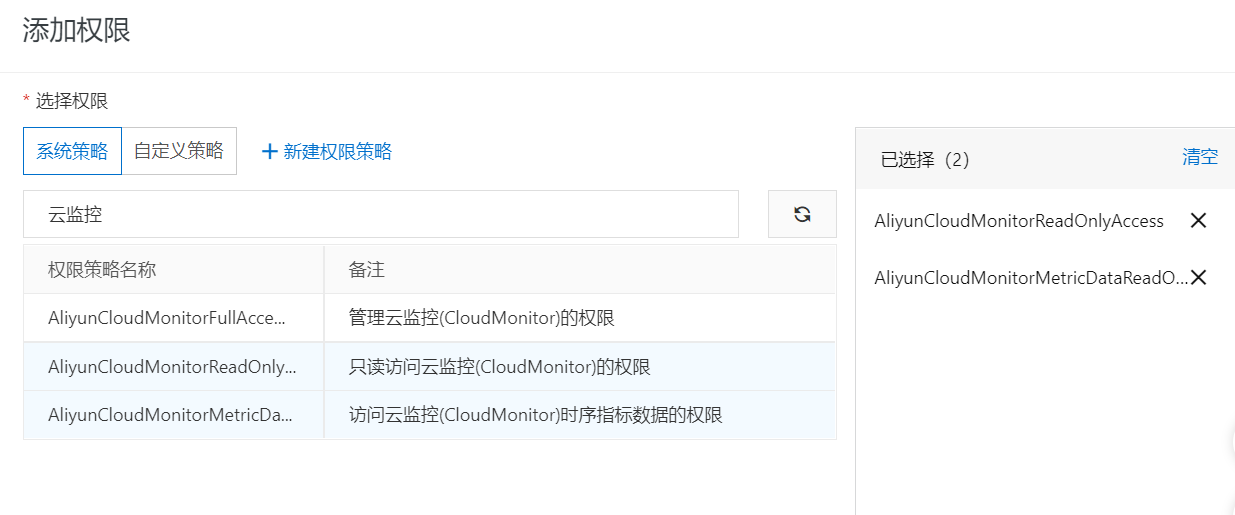 添加权限
* 选择权限
系统策略 自定义策略 + 新建权限策略
云监控
权限策略名称 备注
AliyunCloudMonitorFullAcce... 管理云监控(CloudMonitor)的权限
AliyunCloudMonitorReadOnly... 只读访问云监控(CloudMonitor)的权限
AliyunCloudMonitorMetricDa... 访问云监控(CloudMonitor)时序指标数据的权限
已选择（2） 清空
AliyunCloudMonitorReadOnlyAccess
AliyunCloudMonitorMetricDataReadO...